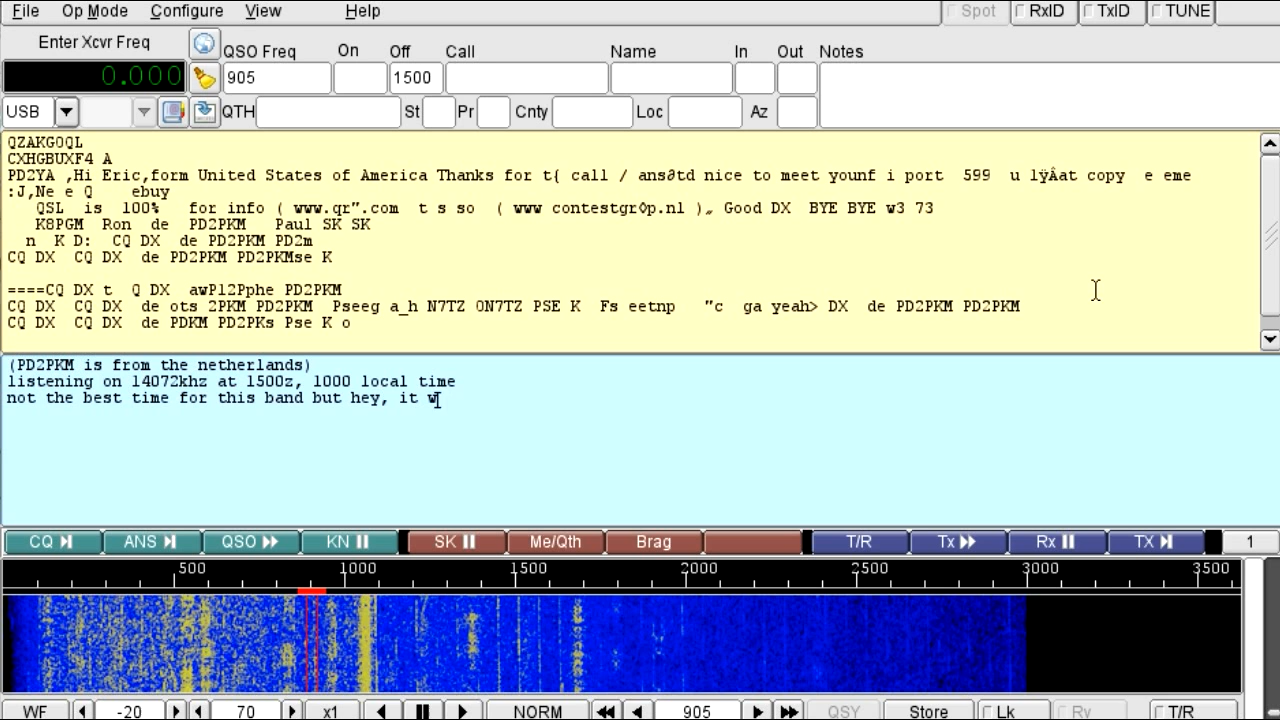 File Op Mode Configure View Help Spot RxID TxID TUNE
Enter Xcvr Freq QSO Freq On Off Call Name In Out Notes
0.000 905 1500
USB QTH St Pr Cnty Loc Az
QZAKGOQL
CXHGBUXF4 A
PD2YA ,Hi Eric,form United States of America Thanks for t{ call / ans∂td nice to meet younf i port 599 u lÿÂat copy e eme
:J,Ne e Q ebuy
QSL is 100% for info ( www.qr".com t s so ( www contestgr◊p.nl )„ Good DX BYE BYE w3 73
K8PGM Ron de PD2PKM Paul SK SK
n K D: CQ DX de PD2PKM PD2m
CQ DX CQ DX de PD2PKM PD2PKMse K
====CQ DX t Q DX awPl2Pphe PD2PKM
CQ DX CQ DX de ots 2PKM PD2PKM Pseeg a_h N7TZ 0N7TZ PSE K Fs eetnp "c ga yeah> DX de PD2PKM PD2PKM
CQ DX CQ DX de PDKM PD2PKs Pse K o
(PD2PKM is from the netherlands)
listening on 14072khz at 1500z, 1000 local time
not the best time for this band but hey, it w
CQ ANS QSO KN SK Me/Qth Brag T/R Tx Rx TX 1
500 1000 1500 2000 2500 3000 3500
WF -20 70 x1 NORM 905 QSY Store Lk Rv T/R